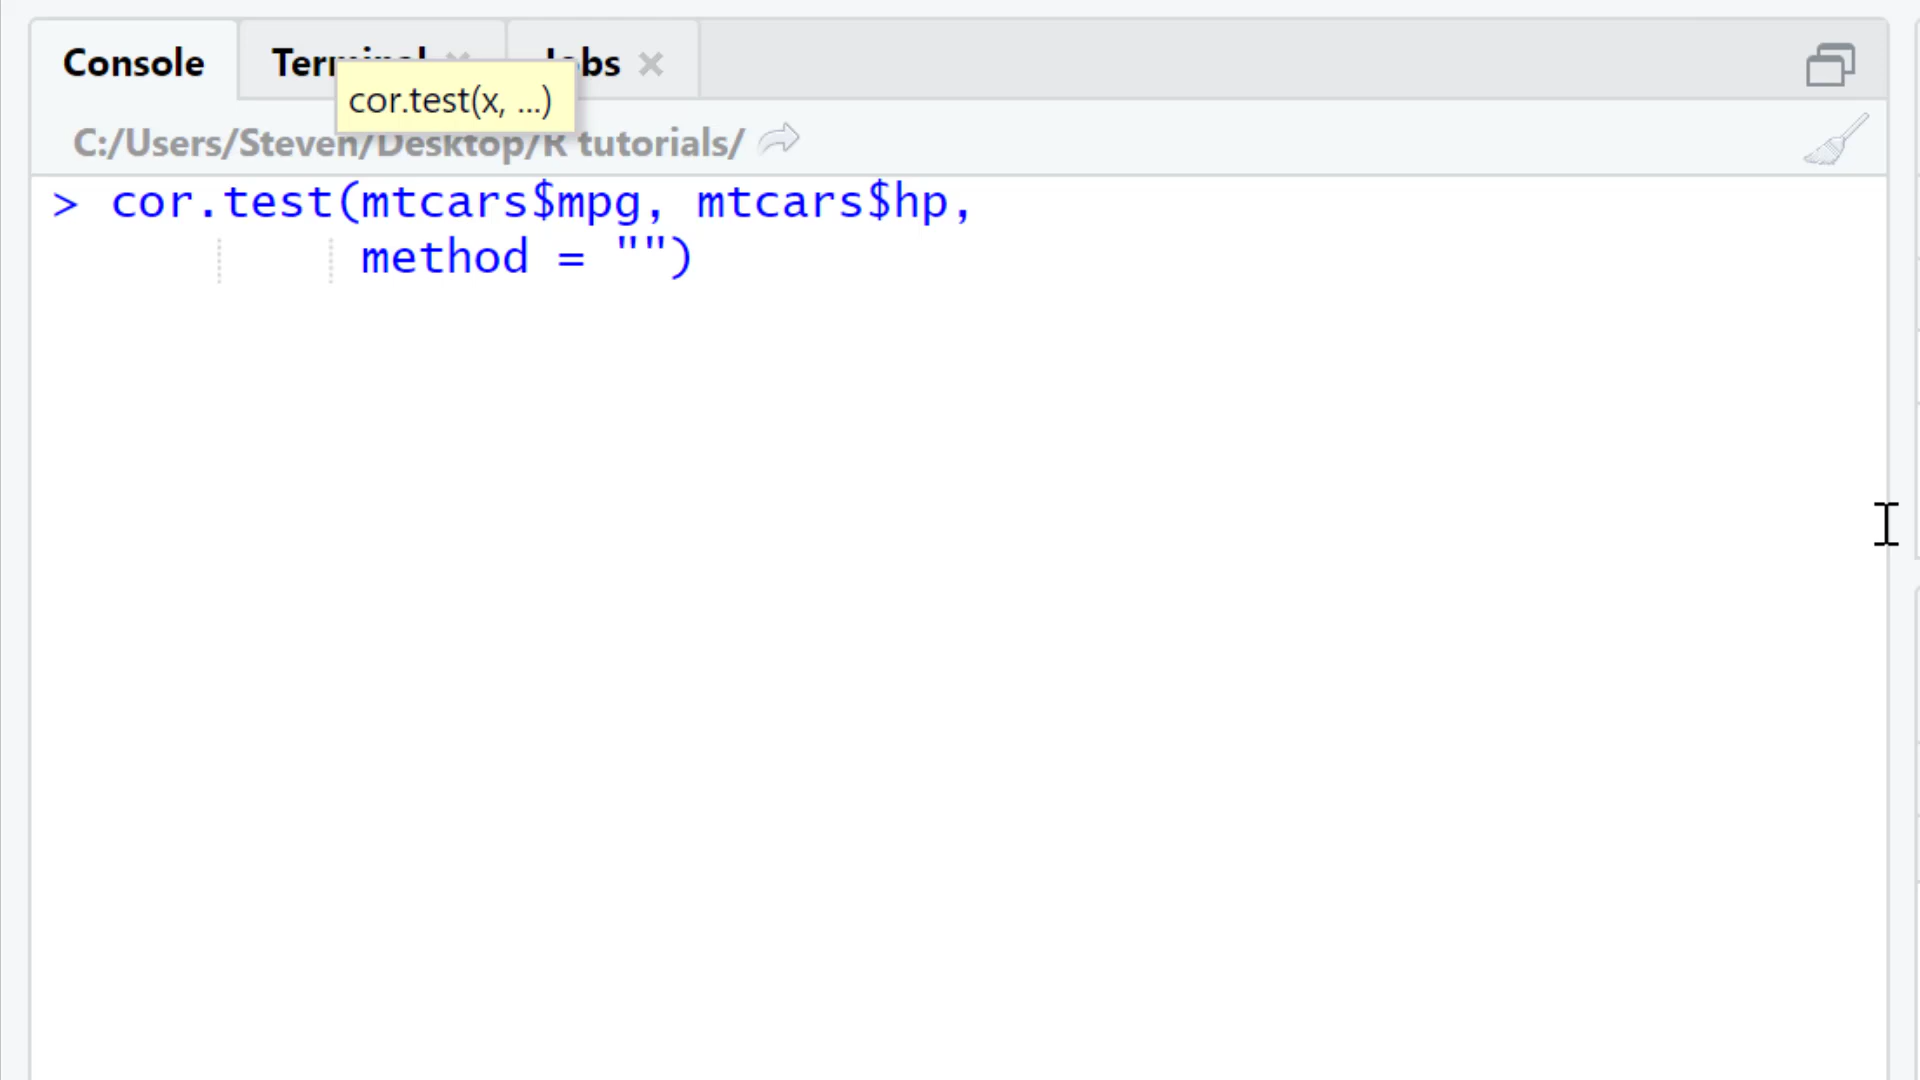 Console
cor.test(x, ...)
C:/Users/Steven/Desktop/R tutorials/
> cor.test(mtcars$mpg, mtcars$hp,
method = "")